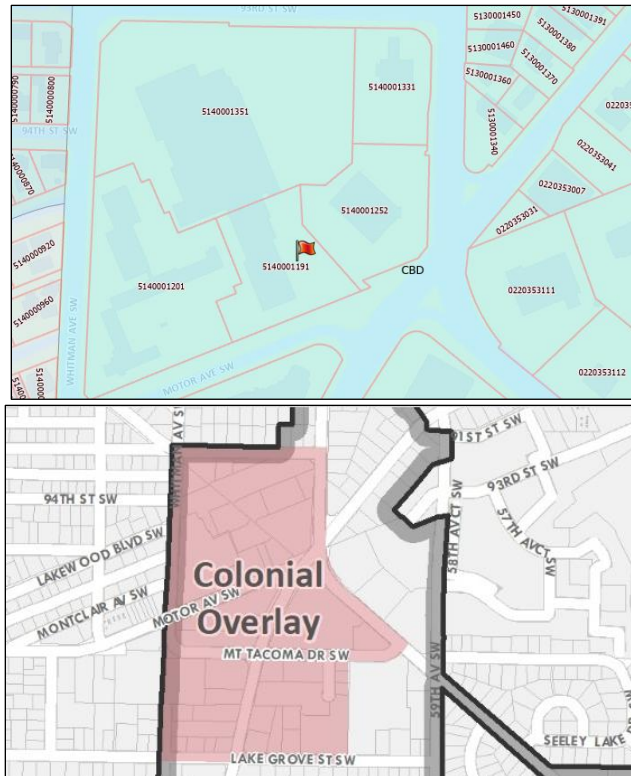 93RD ST SW
5130001450
5130001391
5130001460
5130001380
5130001360
5130001370
5140000790
5140000800
5140001331
5130001340
5140001351
94TH ST SW
0220353041
5140000870
0220353007
5140001252
0220353031
5140000920
5140001191
CBD
5140001201
0220353111
5140000960
WHITMAN AVE SW
MOTOR AVE SW
0220353112
WHITMAN AV S
91ST ST SW
93RD ST SW
94TH ST SW
58TH AVCT SW
57TH AVCT SW
LAKEWOOD BLVD SW
Colonial
Overlay
MONTCLAIR AV SW
MOTOR AV SW
MT TACOMA DR SW
59TH AV SW
SEELEY LAKE
LAKE GROVE ST SW